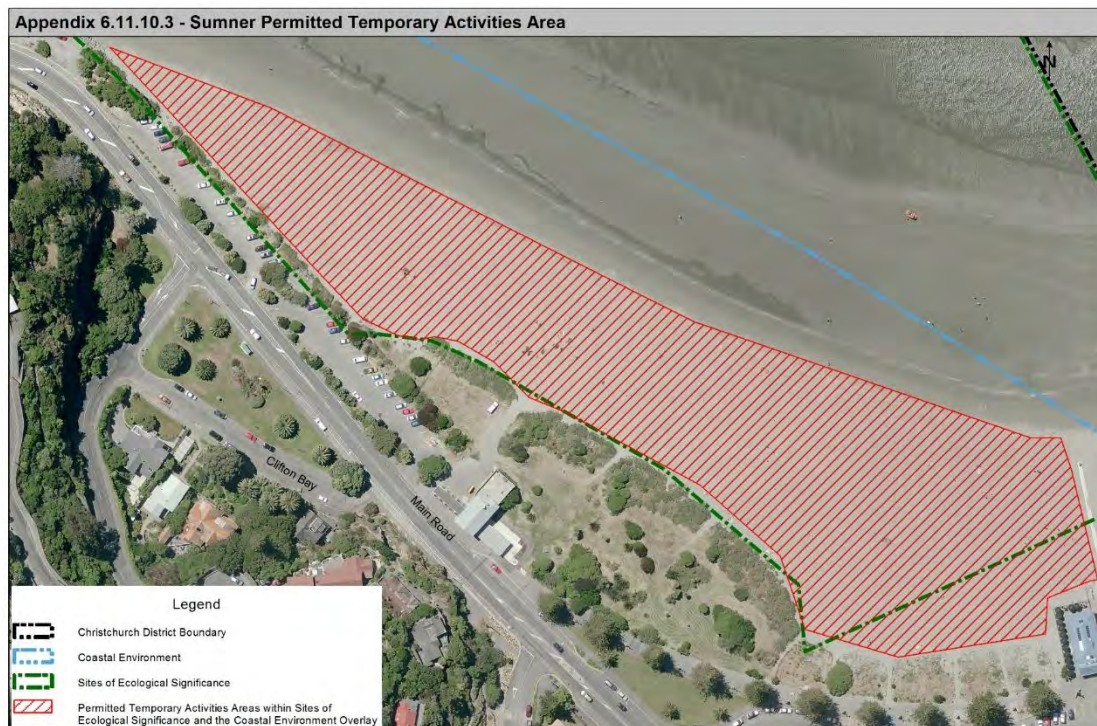 Appendix 6.11.10.3 - Sumner Permitted Temporary Activities Area
N
Clifton Bay
Main Road
Legend
Christchurch District Boundary
Coastal Environment
Sites of Ecological Significance
Permitted Temporary Activities Areas within Sites of
Ecological Significance and the Coastal Environment Overlay